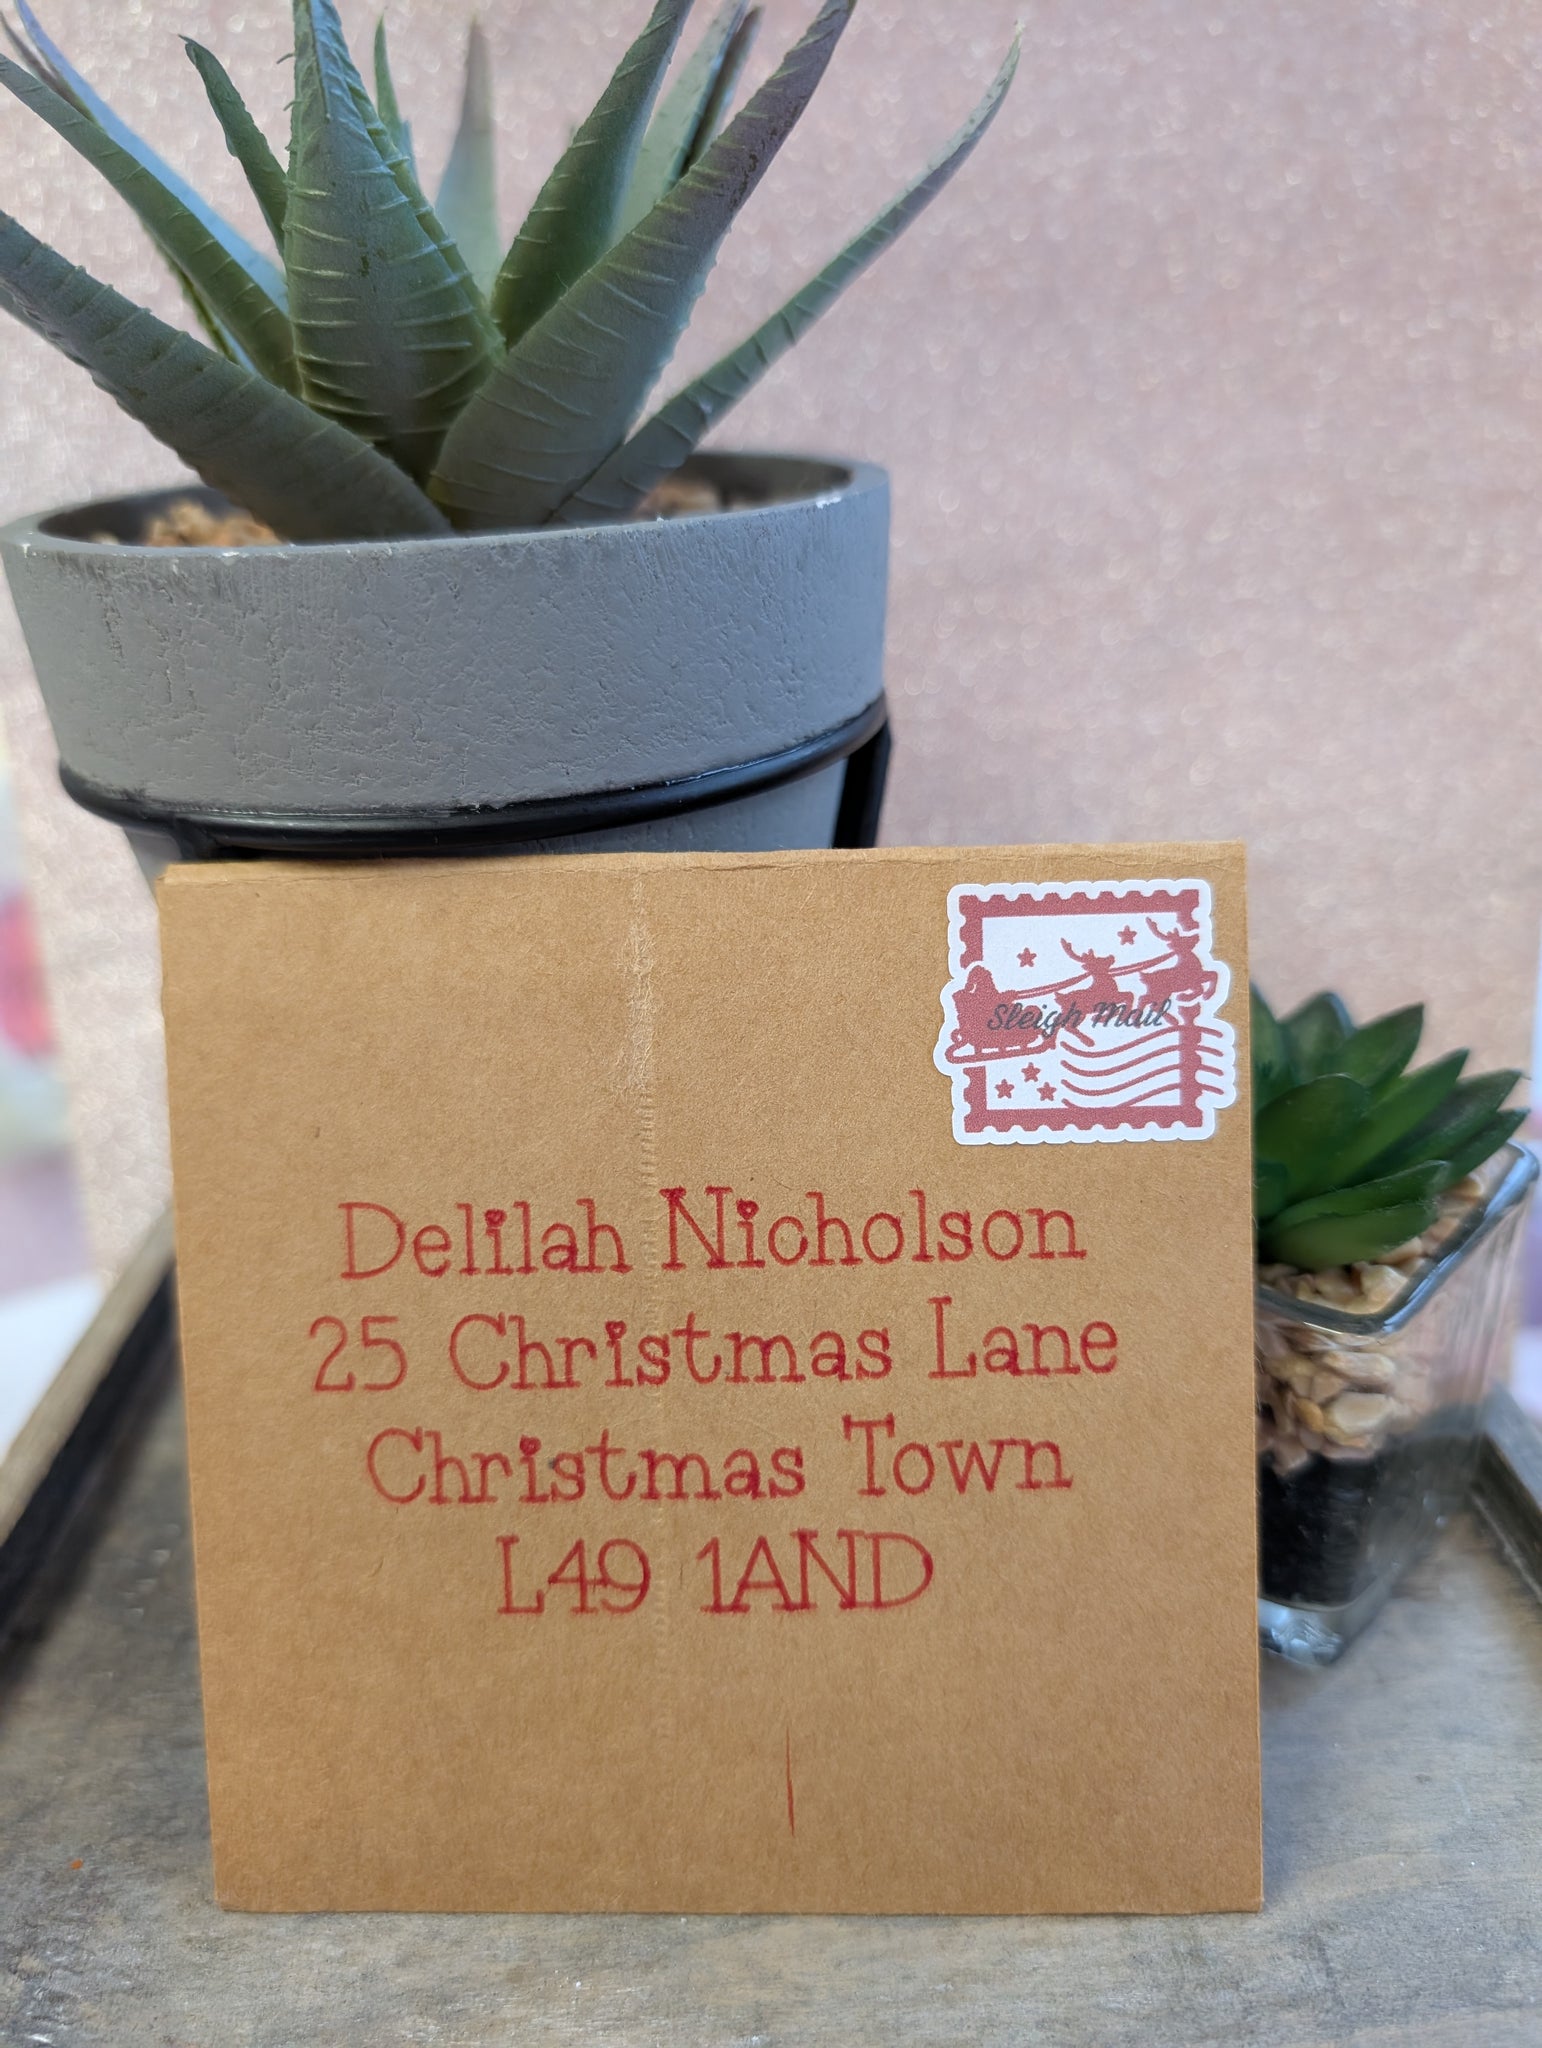 Sleigh Mail
Delilah Nicholson
25 Christmas Lane
Christmas Town
L49 1AND